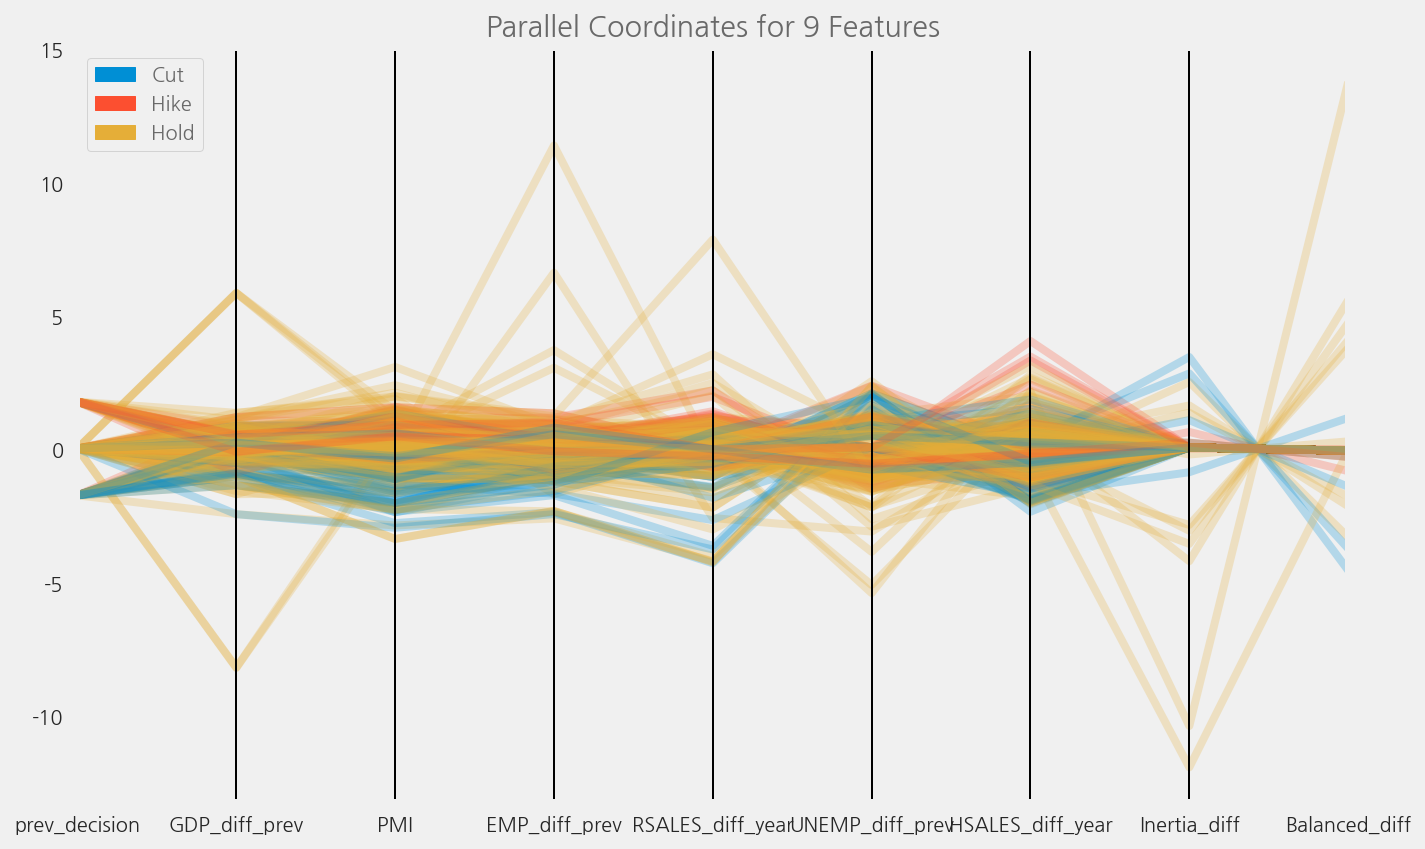 Parallel Coordinates for 9 Features
15
Cut
Hike
Hold
10
5
0
-5
-10
prev_decision GDP_diff_prev PMI EMP_diff_prev RSALES_diff_year UNEMP_diff_prev HSALES_diff_year Inertia_diff Balanced_diff